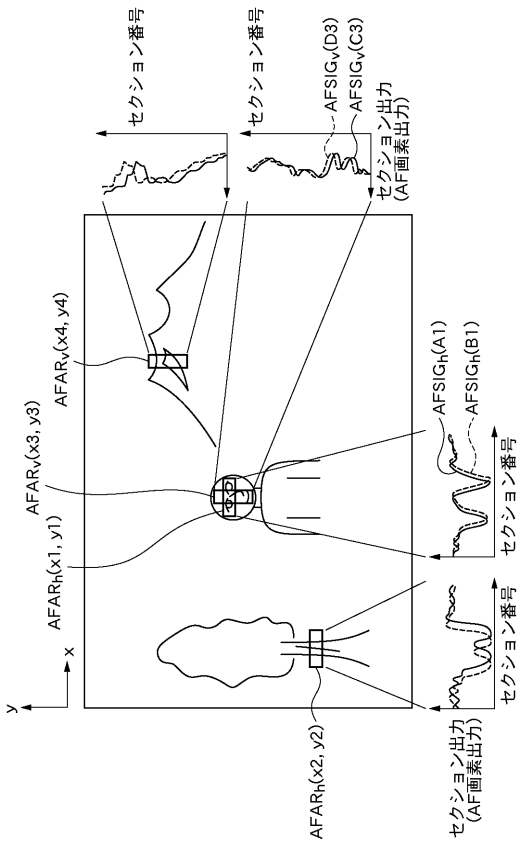 y
x
AFARh(x1, y1)
AFARv(x3, y3)
AFARv(x4, y4)
AFARh(x2, y2)
セクション番号
セクション番号
AFSIGv(D3)
AFSIGv(C3)
セクション出力
(AF画素出力)
AFSIGh(A1)
AFSIGh(B1)
セクション番号
セクション番号
セクション出力
(AF画素出力)